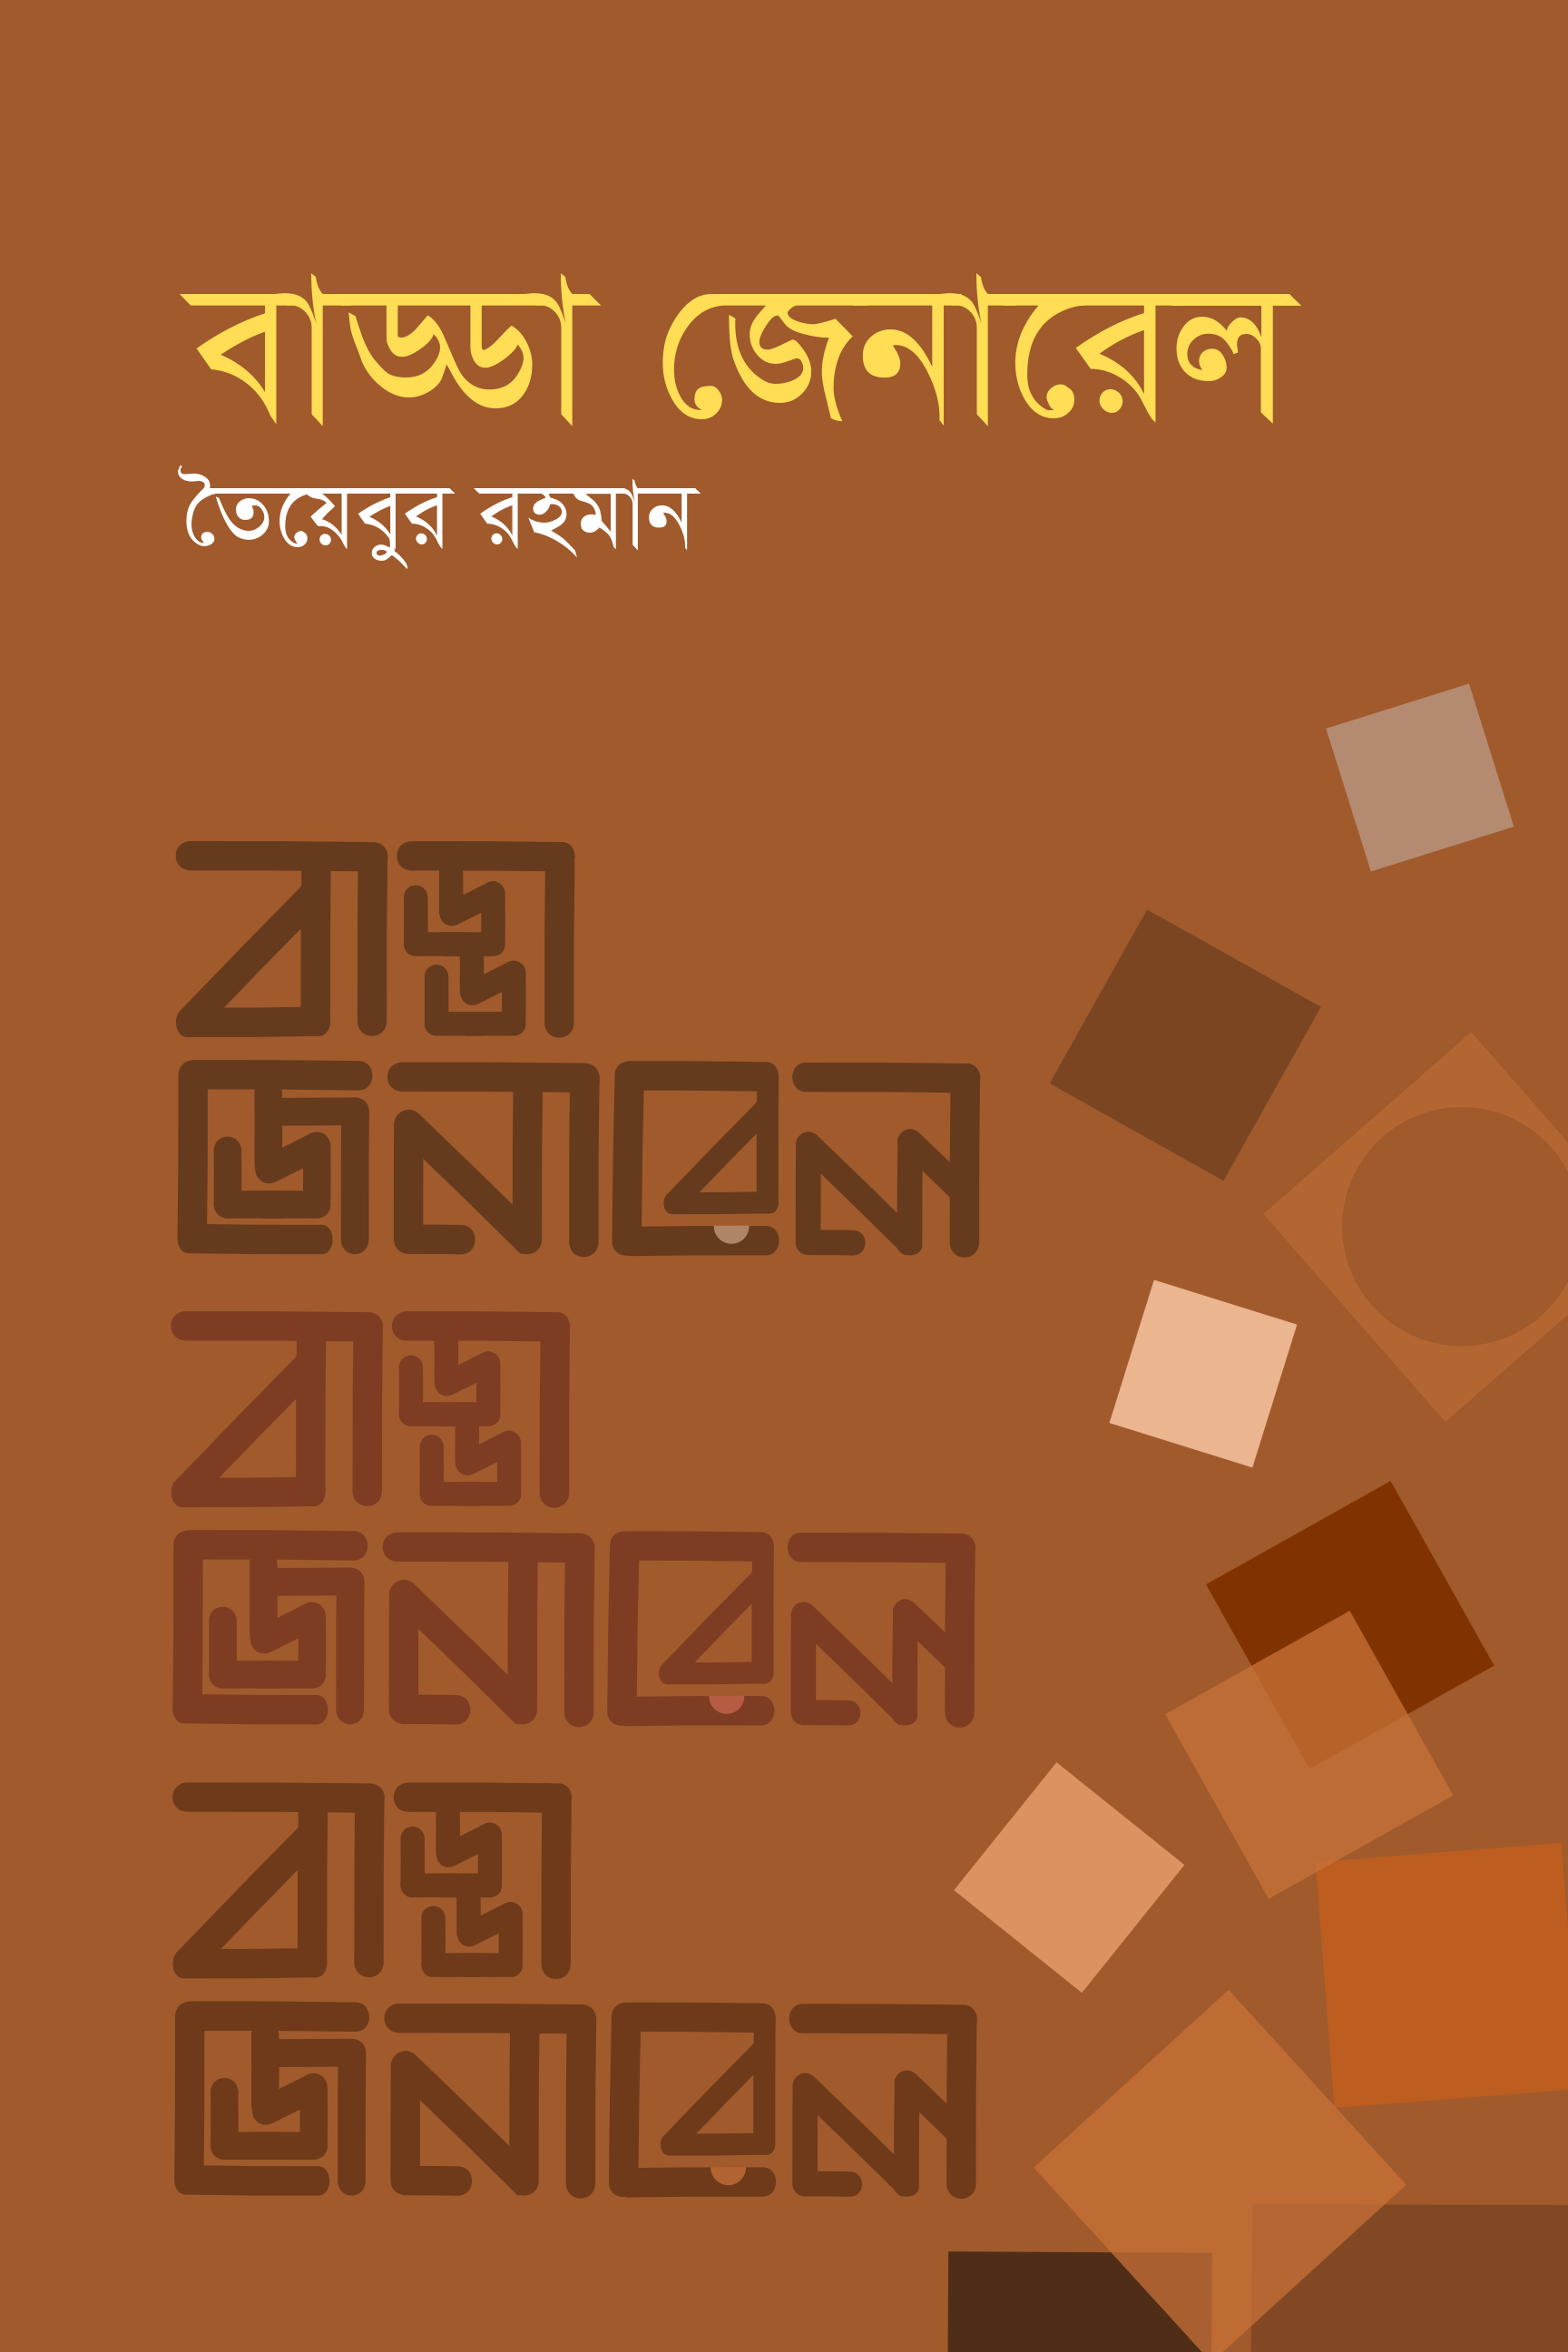 বাড্ডা জেনারেল
তৈয়েবুর রহমান
বাড্ডা
জেনারেল
বাড্ডা
জেনারেল
বাড্ডা
জেনারেল